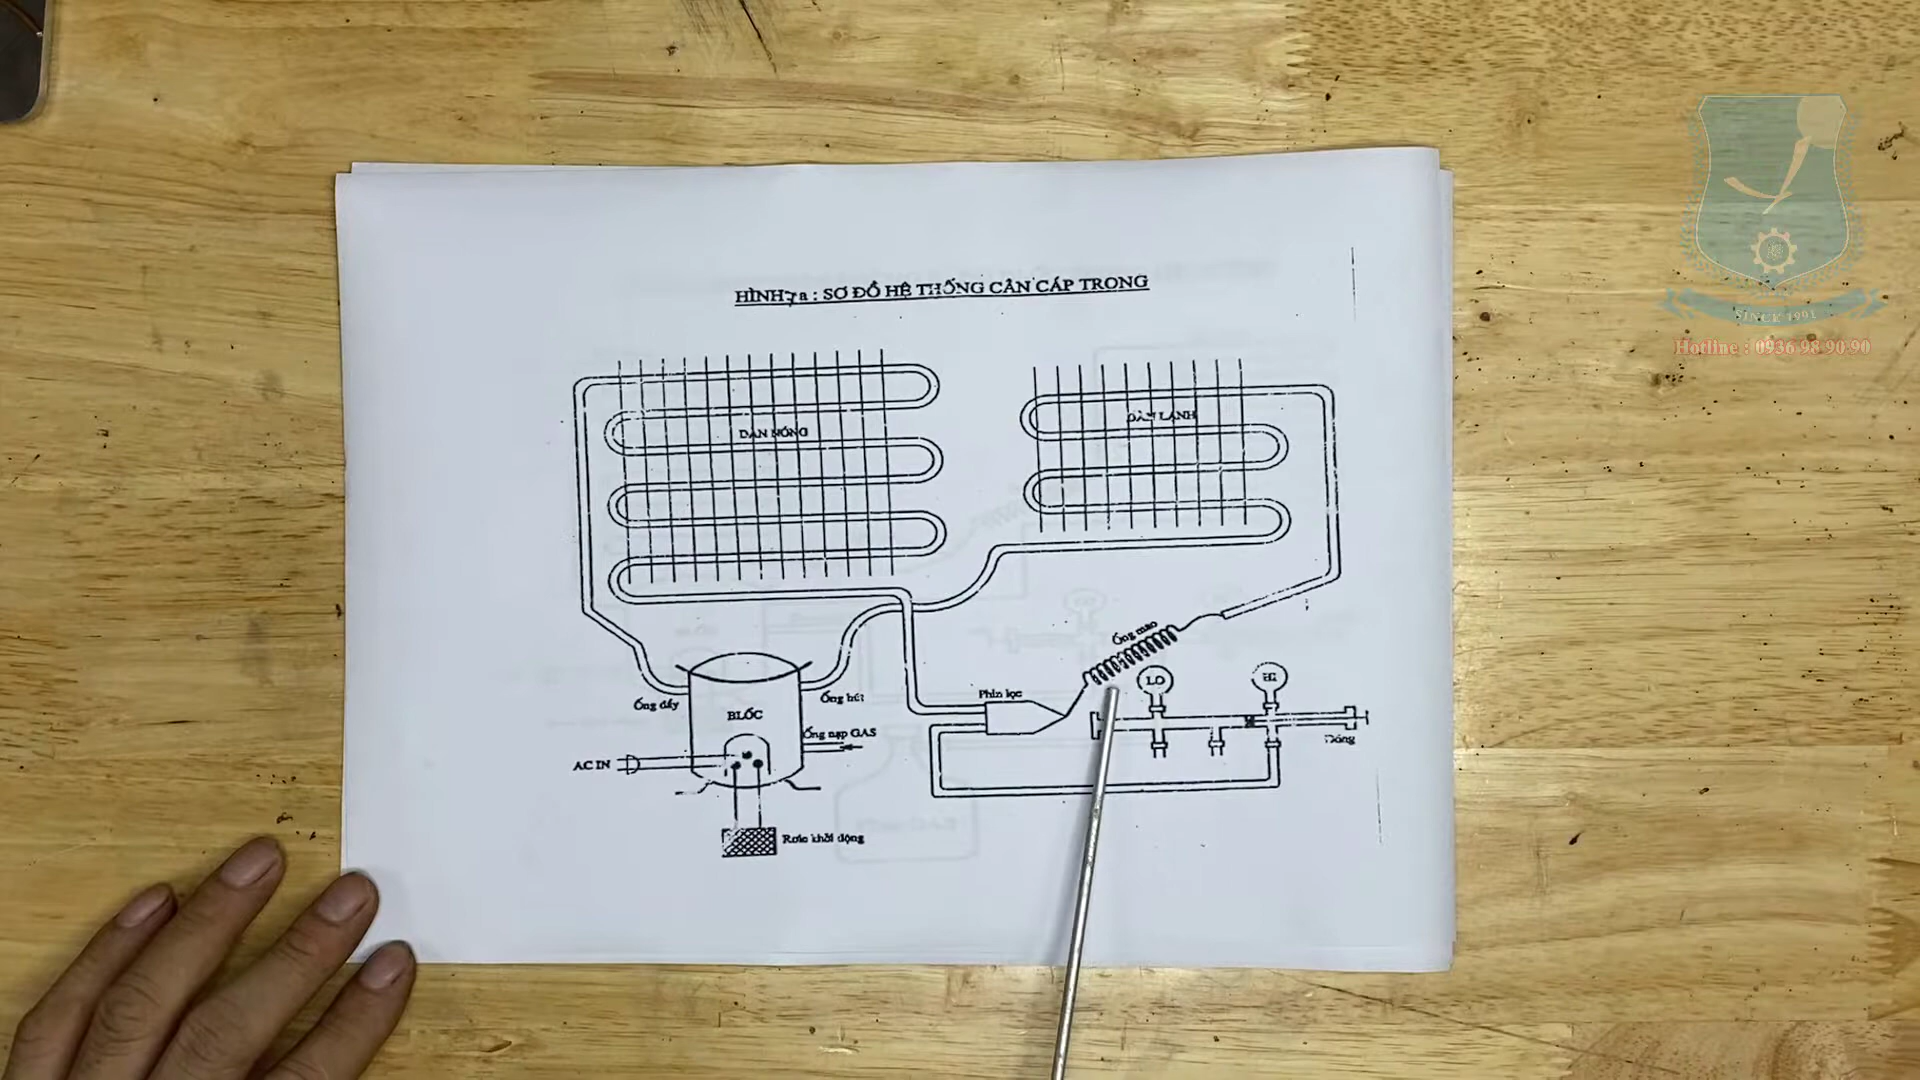 HÌNH 7a : SƠ ĐỒ HỆ THỐNG CÂN CÁP TRONG
DÀN NÓNG
DÀN LẠNH
Ống mao
LO
HI
Phin lọc
Ống đẩy
BLỐC
Ống hút
Ống nạp GAS
Đóng
AC IN
Rơle khởi động
SINCE 1991
Hotline : 0936 98 90 90